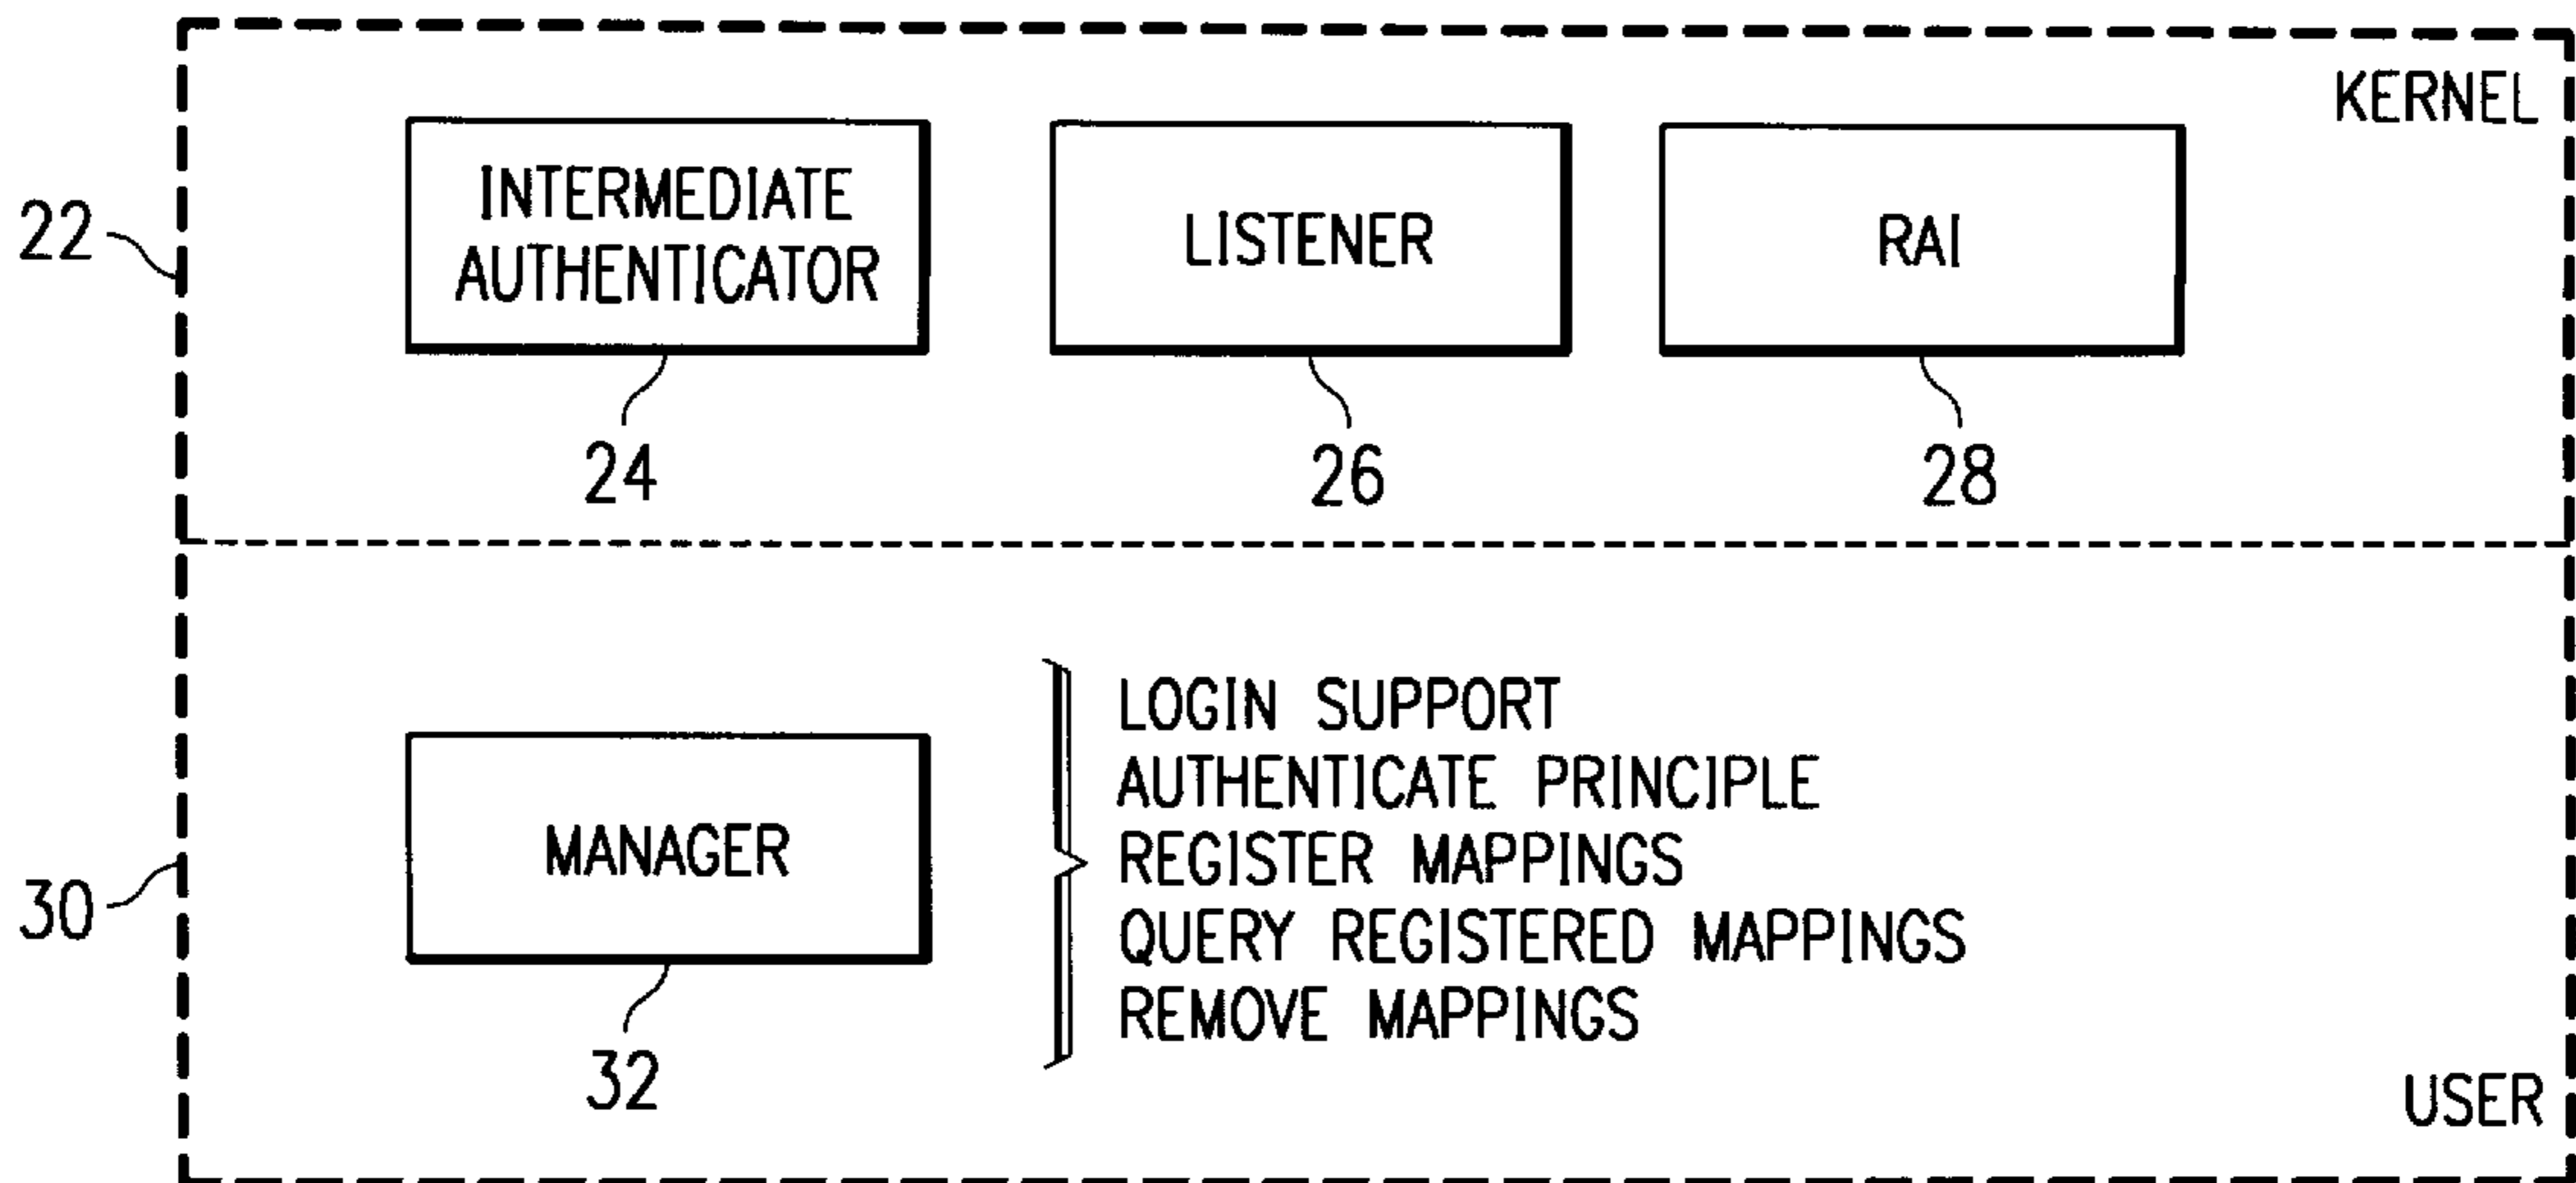 KERNEL
INTERMEDIATE
AUTHENTICATOR
LISTENER
RAI
22
24
26
28
LOGIN SUPPORT
AUTHENTICATE PRINCIPLE
REGISTER MAPPINGS
QUERY REGISTERED MAPPINGS
REMOVE MAPPINGS
MANAGER
30
32
USER